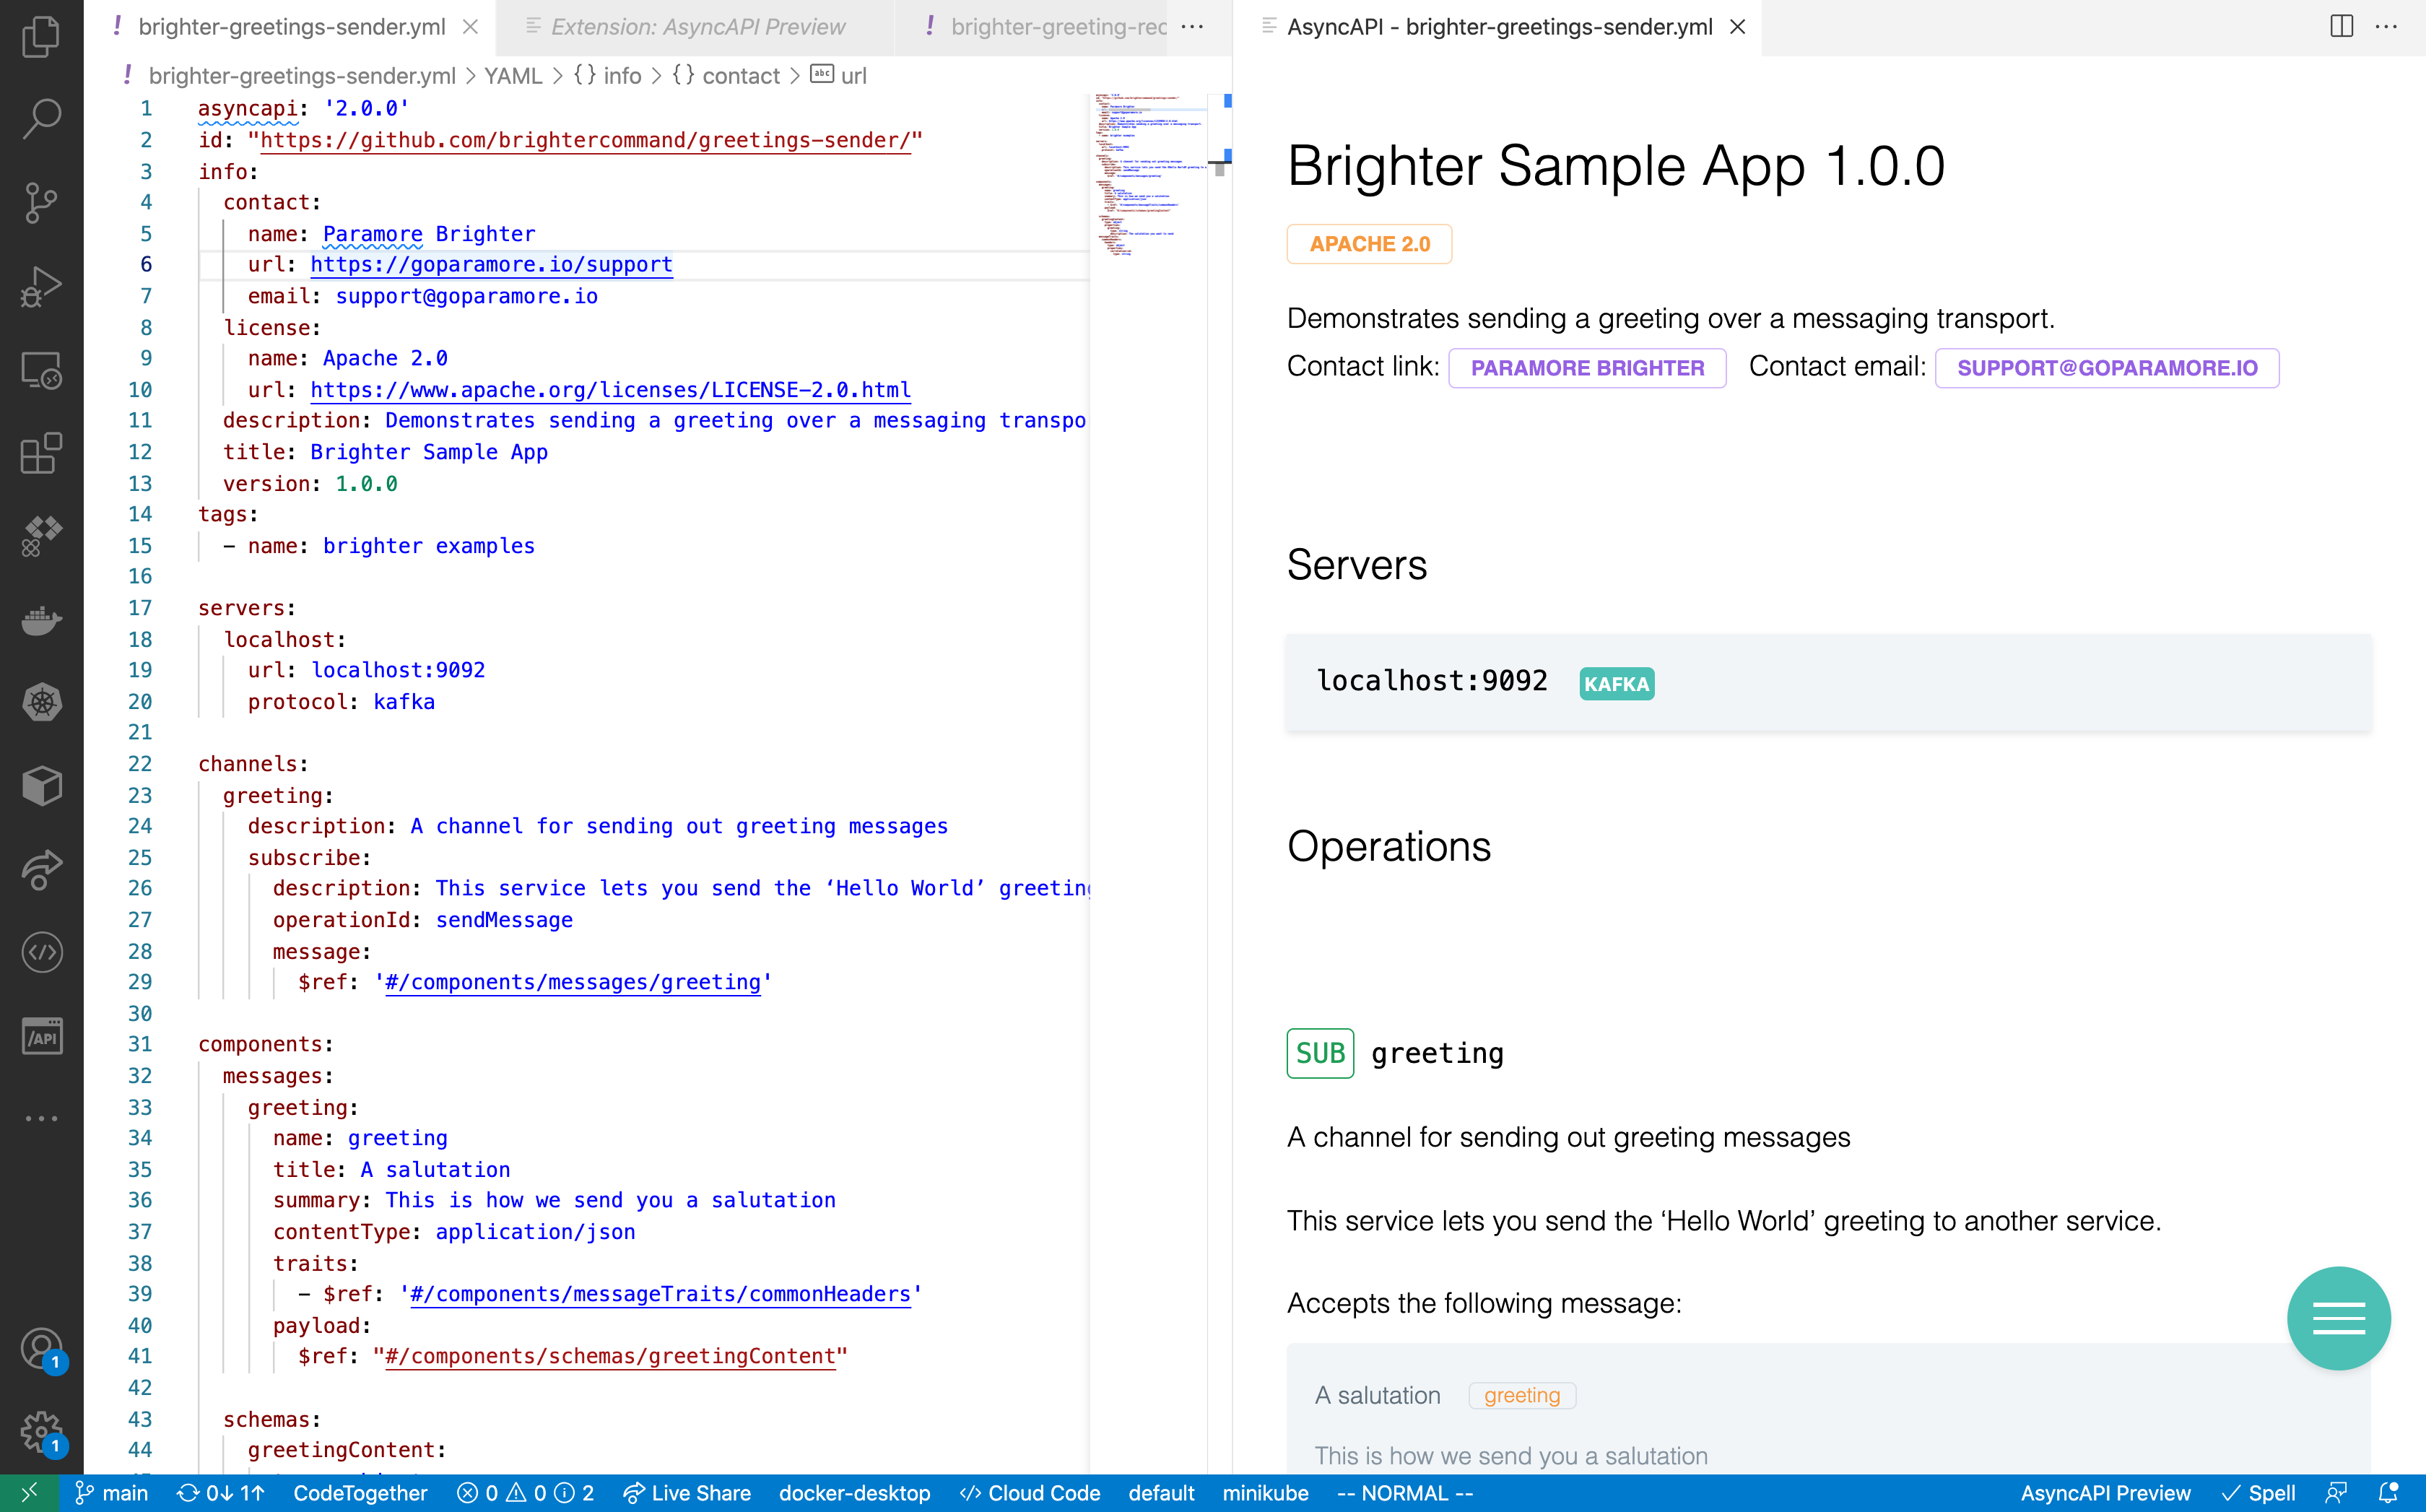 brighter-greetings-sender.yml
Extension: AsyncAPI Preview
brighter-greeting-rec
AsyncAPI - brighter-greetings-sender.yml
brighter-greetings-sender.yml > YAML > {} info > {} contact > abc url
1 asyncapi: '2.0.0'
2 id: "https://github.com/brightercommand/greetings-sender/"
3 info:
4 contact:
5 name: Paramore Brighter
6 url: https://goparamore.io/support
7 email: support@goparamore.io
8 license:
9 name: Apache 2.0
10 url: https://www.apache.org/licenses/LICENSE-2.0.html
11 description: Demonstrates sending a greeting over a messaging transpo
12 title: Brighter Sample App
13 version: 1.0.0
14 tags:
15 - name: brighter examples
16
17 servers:
18 localhost:
19 url: localhost:9092
20 protocol: kafka
21
22 channels:
23 greeting:
24 description: A channel for sending out greeting messages
25 subscribe:
26 description: This service lets you send the ‘Hello World’ greeting
27 operationId: sendMessage
28 message:
29 $ref: '#/components/messages/greeting'
30
31 components:
32 messages:
33 greeting:
34 name: greeting
35 title: A salutation
36 summary: This is how we send you a salutation
37 contentType: application/json
38 traits:
39 - $ref: '#/components/messageTraits/commonHeaders'
40 payload:
41 $ref: "#/components/schemas/greetingContent"
42
43 schemas:
44 greetingContent:
Brighter Sample App 1.0.0
APACHE 2.0
Demonstrates sending a greeting over a messaging transport.
Contact link: PARAMORE BRIGHTER Contact email: SUPPORT@GOPARAMORE.IO
Servers
localhost:9092 KAFKA
Operations
SUB greeting
A channel for sending out greeting messages
This service lets you send the ‘Hello World’ greeting to another service.
Accepts the following message:
A salutation greeting
This is how we send you a salutation
/API
1
1
main 0↓ 1↑ CodeTogether 0 0 2 Live Share docker-desktop Cloud Code default minikube -- NORMAL -- AsyncAPI Preview Spell